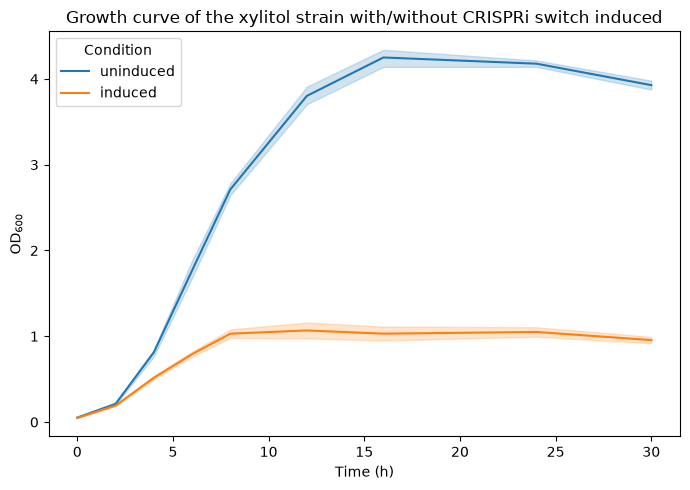 Growth curve of the xylitol strain with/without CRISPRi switch induced
Condition
uninduced
induced
4
3
2
1
0
OD₆₀₀
0 5 10 15 20 25 30
Time (h)